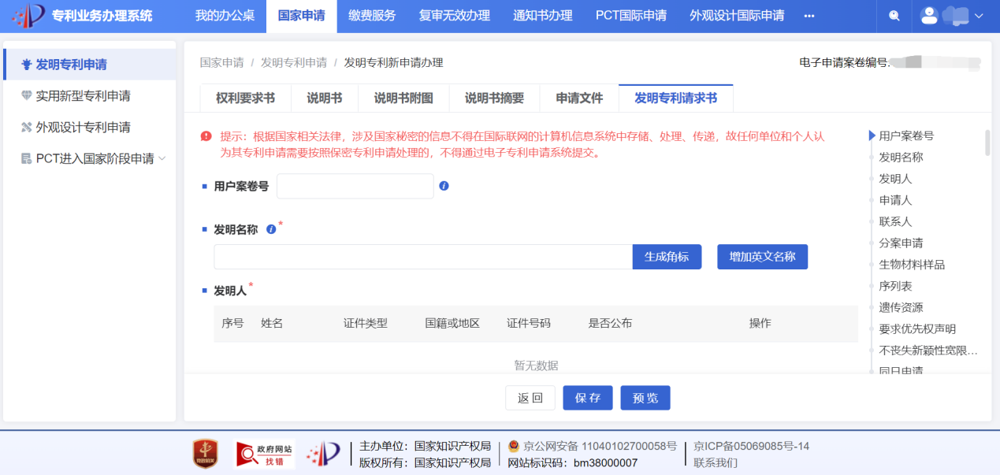 专利业务办理系统 我的办公桌 国家申请 缴费服务 复审无效办理 通知书办理 PCT国际申请 外观设计国际申请 •••
发明专利申请
实用新型专利申请
外观设计专利申请
PCT进入国家阶段申请
国家申请 / 发明专利申请 / 发明专利新申请办理 电子申请案卷编号:
权利要求书 说明书 说明书附图 说明书摘要 申请文件 发明专利请求书
提示：根据国家相关法律，涉及国家秘密的信息不得在国际联网的计算机信息系统中存储、处理、传递，故任何单位和个人认
为其专利申请需要按照保密专利申请处理的，不得通过电子专利申请系统提交。
用户案卷号
发明名称 *
生成角标 增加英文名称
发明人 *
序号 姓名 证件类型 国籍或地区 证件号码 是否公布 操作
暂无数据
用户案卷号
发明名称
发明人
申请人
联系人
分案申请
生物材料样品
序列表
遗传资源
要求优先权声明
不丧失新颖性宽限...
同日申请
返回 保存 预览
党政机关
政府网站
找错
主办单位：国家知识产权局
版权所有：国家知识产权局
京公网安备 11040102700058号
网站标识码：bm38000007
京ICP备05069085号-14
联系我们